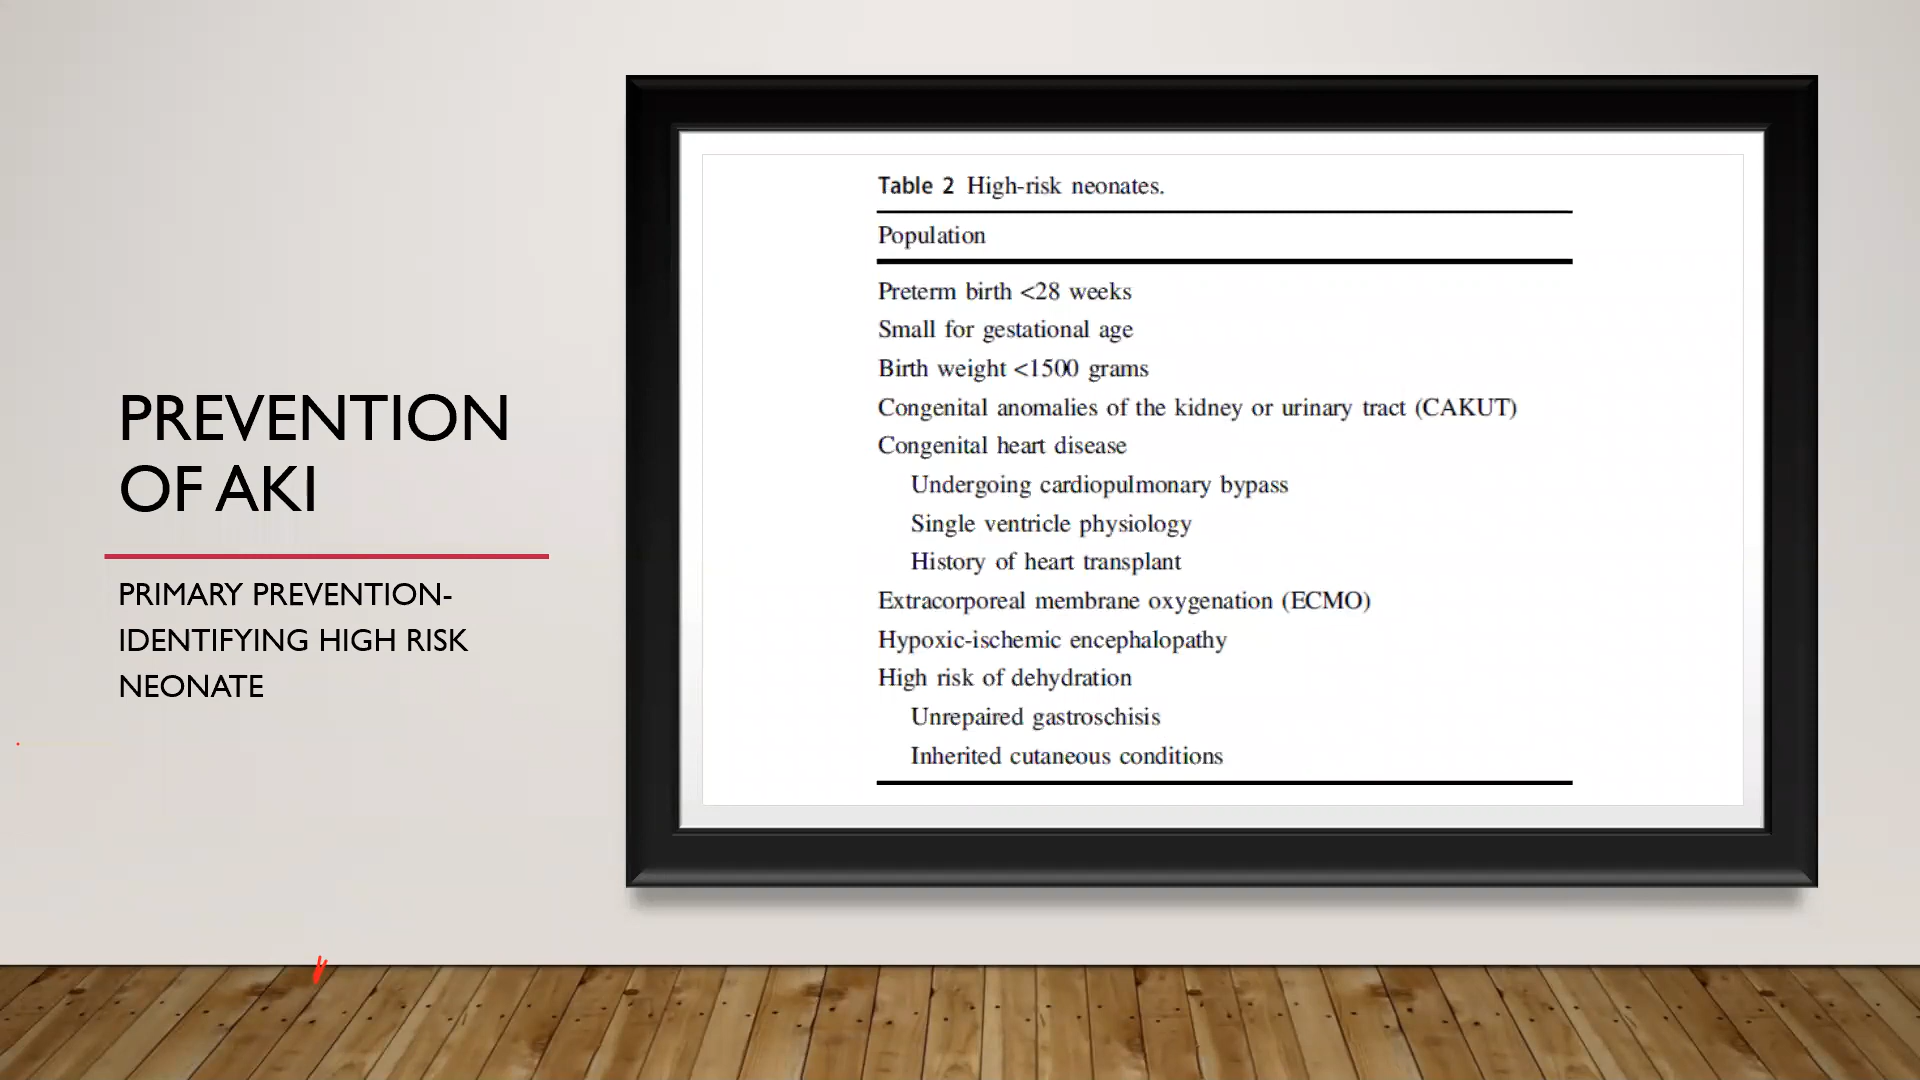 PREVENTION
OF AKI
PRIMARY PREVENTION-
IDENTIFYING HIGH RISK
NEONATE
Table 2 High-risk neonates.
Population
Preterm birth <28 weeks
Small for gestational age
Birth weight <1500 grams
Congenital anomalies of the kidney or urinary tract (CAKUT)
Congenital heart disease
Undergoing cardiopulmonary bypass
Single ventricle physiology
History of heart transplant
Extracorporeal membrane oxygenation (ECMO)
Hypoxic-ischemic encephalopathy
High risk of dehydration
Unrepaired gastroschisis
Inherited cutaneous conditions